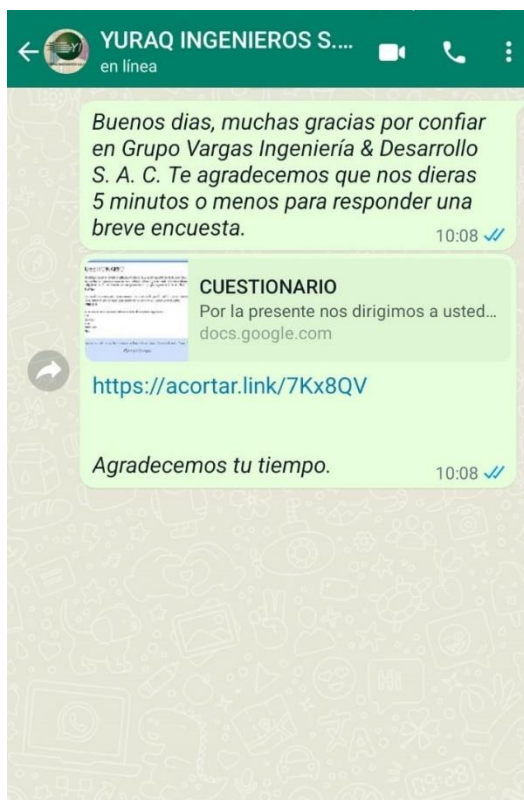 YURAQ INGENIEROS S....
en línea
Buenos dias, muchas gracias por confiar
en Grupo Vargas Ingeniería & Desarrollo
S. A. C. Te agradecemos que nos dieras
5 minutos o menos para responder una
breve encuesta.
10:08
CUESTIONARIO
Por la presente nos dirigimos a usted...
docs.google.com
https://acortar.link/7Kx8QV
Agradecemos tu tiempo.
10:08